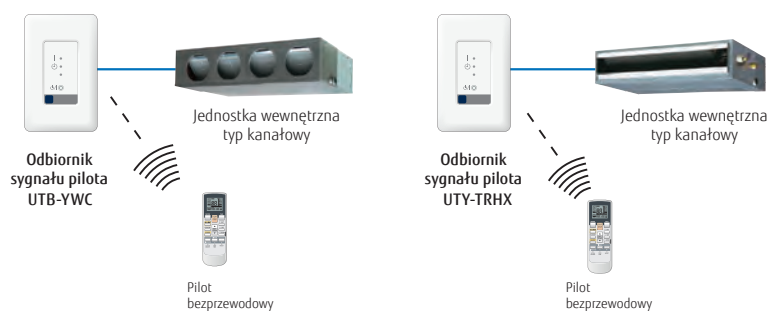 Jednostka wewnętrzna
typ kanałowy
Odbiornik
sygnału pilota
UTB-YWC
Pilot
bezprzewodowy
Jednostka wewnętrzna
typ kanałowy
Odbiornik
sygnału pilota
UTY-TRHX
Pilot
bezprzewodowy